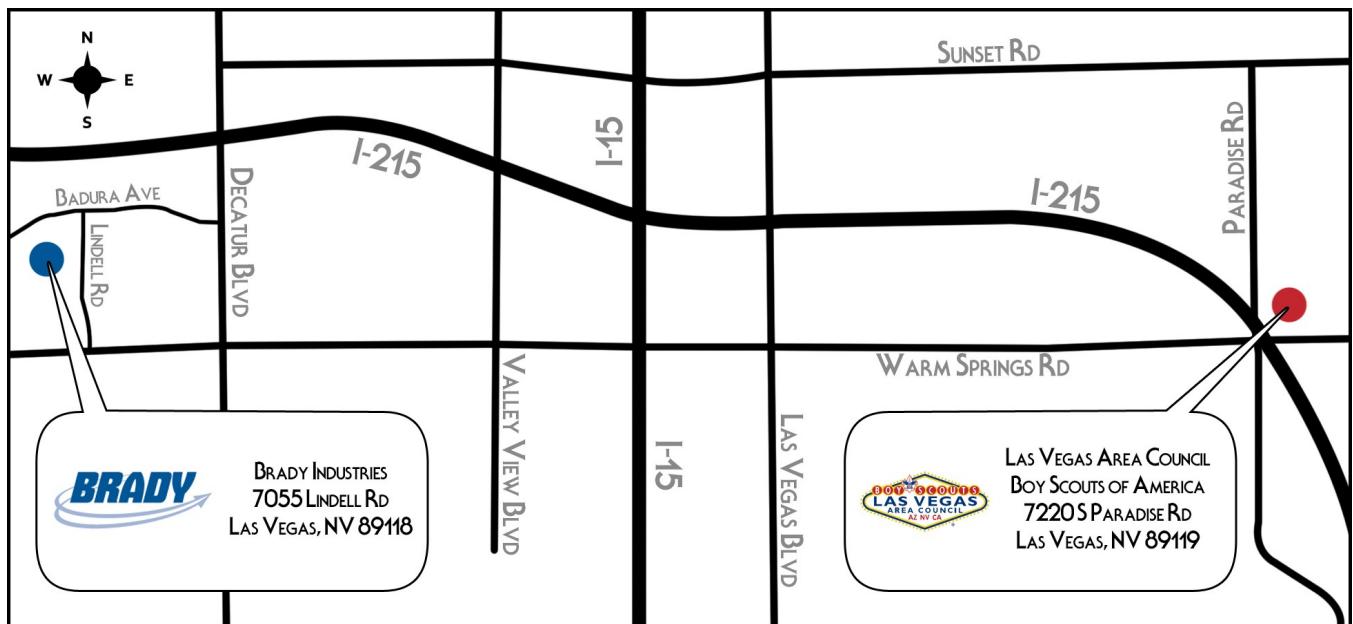 N
W E
S
SUNSET RD
I-215
I-15
PARADISE RD
BADURA AVE
LINDELL RD
DECATUR BLVD
I-215
WARM SPRINGS RD
VALLEY VIEW BLVD
I-15
LAS VEGAS BLVD
BRADY
BRADY INDUSTRIES
7055 LINDELL RD
LAS VEGAS, NV 89118
BOY SCOUTS
LAS VEGAS
AREA COUNCIL
AZ NV CA
LAS VEGAS AREA COUNCIL
BOY SCOUTS OF AMERICA
7220 S PARADISE RD
LAS VEGAS, NV 89119